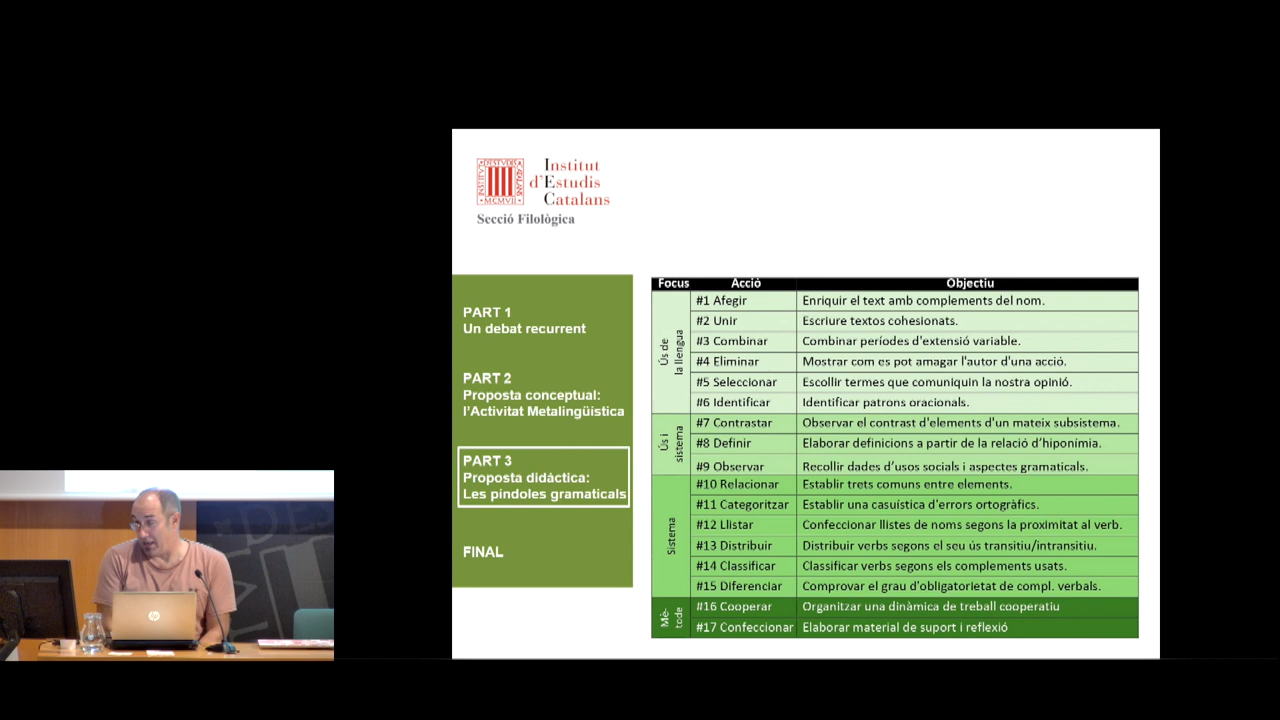 INSTITVT
D'ESTVDIS
CATALANS
MCMVII
Institut
d'Estudis
Catalans
Secció Filològica
PART 1
Un debat recurrent
PART 2
Proposta conceptual:
l'Activitat Metalingüística
PART 3
Proposta didàctica:
Les píndoles gramaticals
FINAL
Focus Acció Objectiu
Ús de
la llengua
#1 Afegir Enriquir el text amb complements del nom.
#2 Unir Escriure textos cohesionats.
#3 Combinar Combinar períodes d'extensió variable.
#4 Eliminar Mostrar com es pot amagar l'autor d'una acció.
#5 Seleccionar Escollir termes que comuniquin la nostra opinió.
#6 Identificar Identificar patrons oracionals.
Ús i
sistema
#7 Contrastar Observar el contrast d'elements d'un mateix subsistema.
#8 Definir Elaborar definicions a partir de la relació d'hiponímia.
#9 Observar Recollir dades d'usos socials i aspectes gramaticals.
Sistema
#10 Relacionar Establir trets comuns entre elements.
#11 Categoritzar Establir una casuística d'errors ortogràfics.
#12 Llistar Confeccionar llistes de noms segons la proximitat al verb.
#13 Distribuir Distribuir verbs segons el seu ús transitiu/intransitiu.
#14 Classificar Classificar verbs segons els complements usats.
#15 Diferenciar Comprovar el grau d'obligatorietat de compl. verbals.
Mè-
tode
#16 Cooperar Organitzar una dinàmica de treball cooperatiu
#17 Confeccionar Elaborar material de suport i reflexió
hp